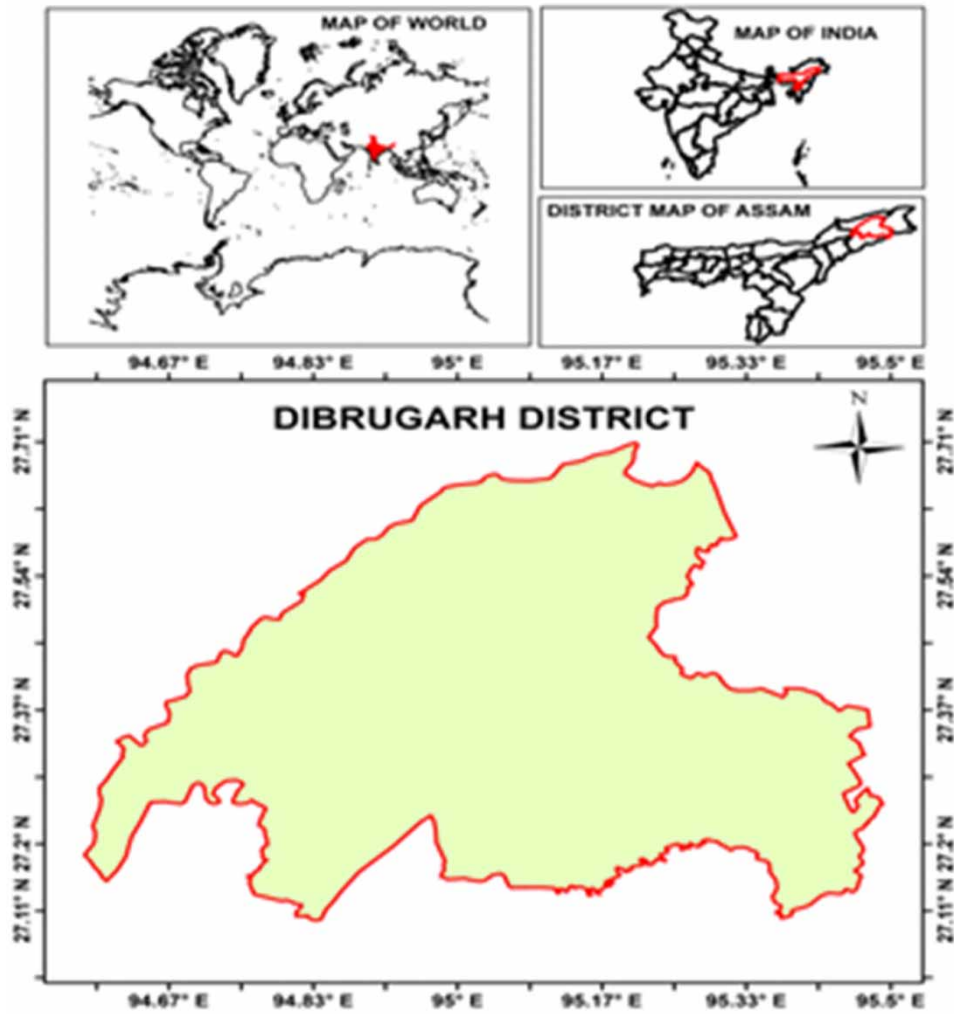 MAP OF WORLD
MAP OF INDIA
DISTRICT MAP OF ASSAM
94.67° E 94.83° E 95° E 95.17° E 95.33° E 95.5° E
DIBRUGARH DISTRICT
N
27.71° N
27.54° N
27.37° N
27.2° N
27.11° N
27.71° N
27.54° N
27.37° N
27.2° N
27.11° N
94.67° E 94.83° E 95° E 95.17° E 95.33° E 95.5° E